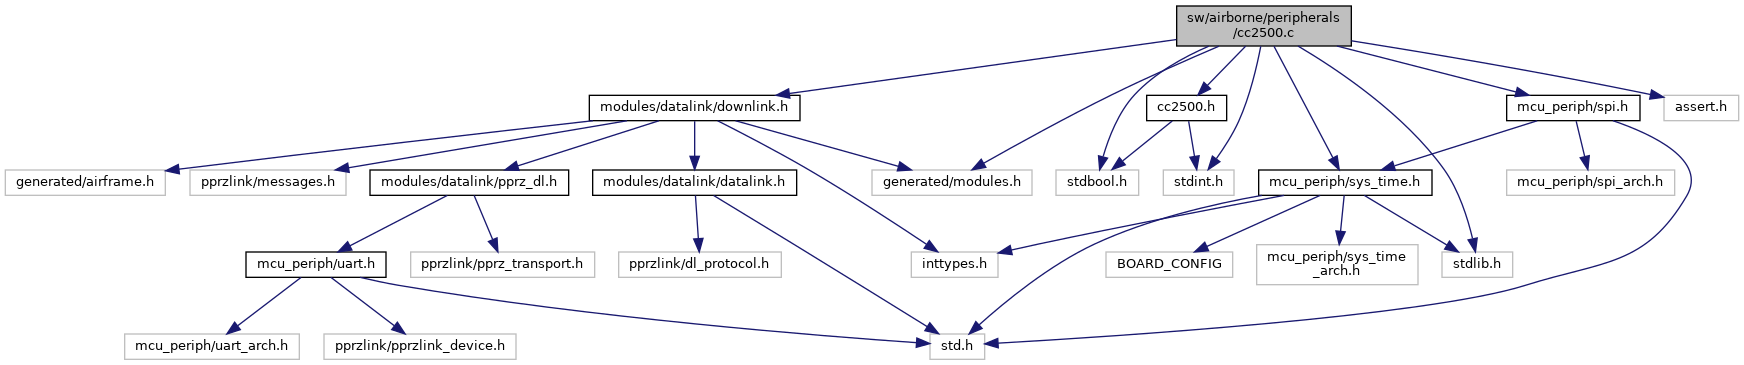 sw/airborne/peripherals
/cc2500.c
modules/datalink/downlink.h
cc2500.h
mcu_periph/spi.h
assert.h
generated/airframe.h
pprzlink/messages.h
modules/datalink/pprz_dl.h
modules/datalink/datalink.h
generated/modules.h
stdbool.h
stdint.h
mcu_periph/sys_time.h
mcu_periph/spi_arch.h
mcu_periph/uart.h
pprzlink/pprz_transport.h
pprzlink/dl_protocol.h
inttypes.h
BOARD_CONFIG
mcu_periph/sys_time
_arch.h
stdlib.h
mcu_periph/uart_arch.h
pprzlink/pprzlink_device.h
std.h